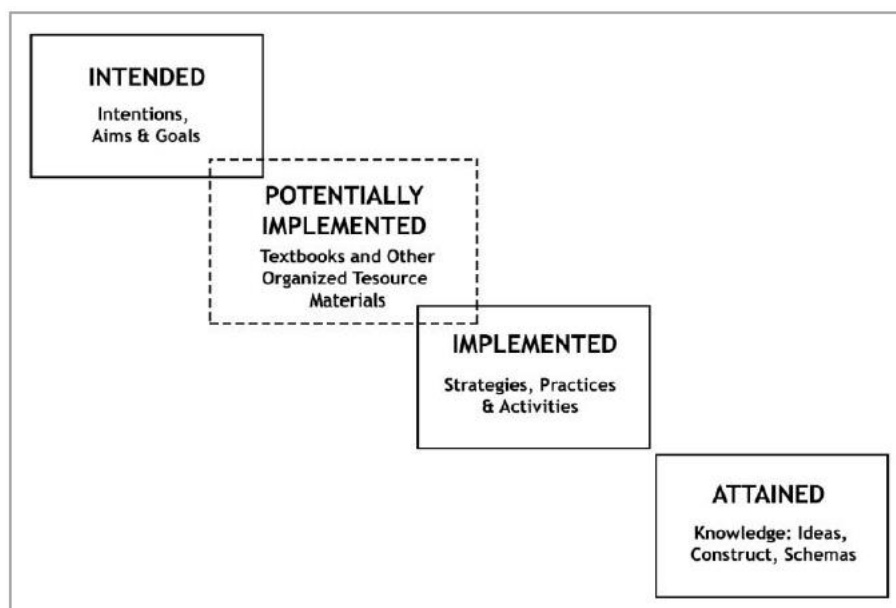 INTENDED
Intentions,
Aims & Goals
POTENTIALLY
IMPLEMENTED
Textbooks and Other
Organized Tesource
Materials
IMPLEMENTED
Strategies, Practices
& Activities
ATTAINED
Knowledge: Ideas,
Construct, Schemas